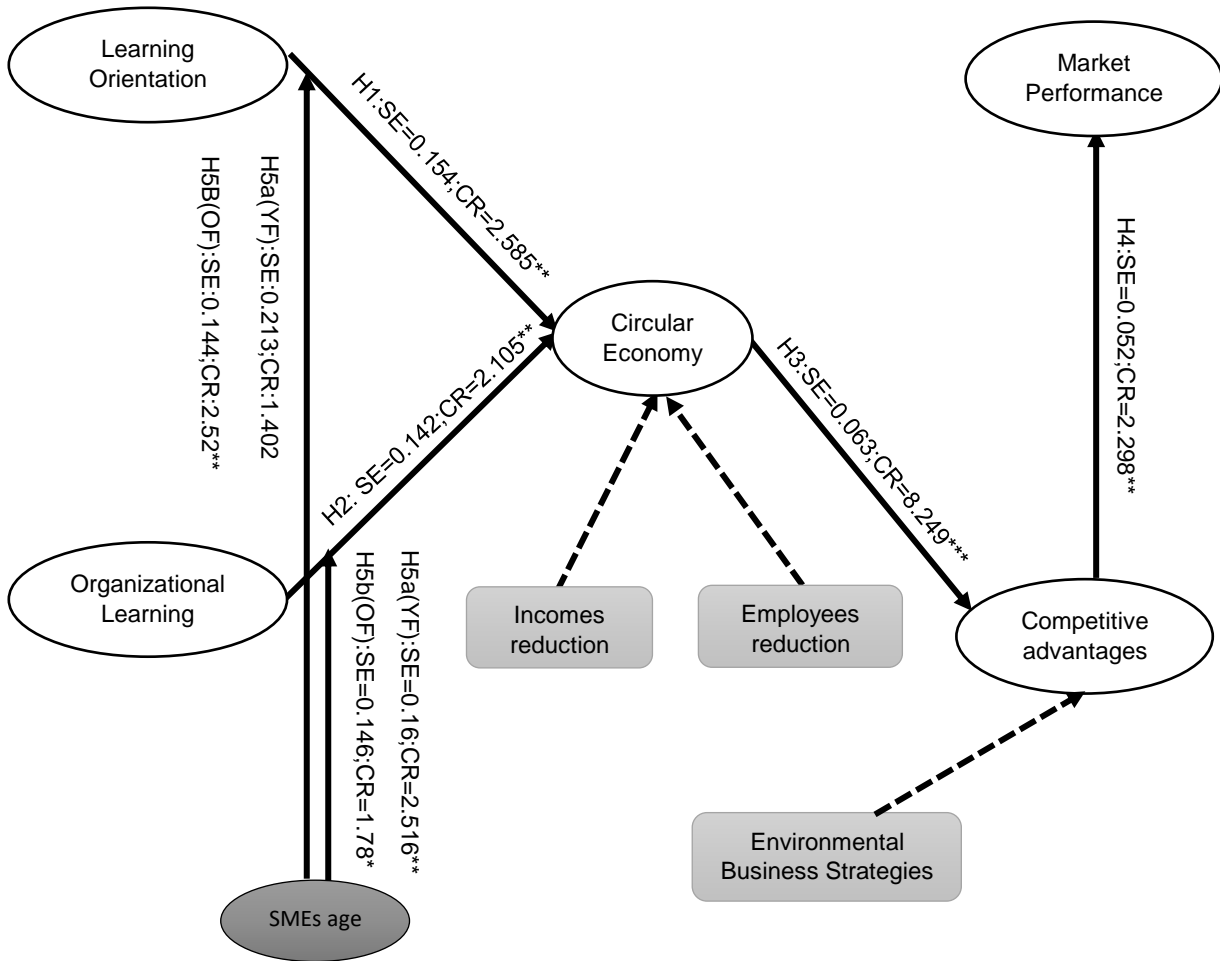 Learning
Orientation
Market
Performance
H1:SE=0.154;CR=2.585**
H5B(OF):SE:0.144;CR:2.52**
H5a(YF):SE:0.213;CR:1.402
Circular
Economy
H4:SE=0.052;CR=2.298**
H2: SE=0.142;CR=2.105**
H3:SE=0.063;CR=8.249***
Organizational
Learning
H5b(OF):SE=0.146;CR=1.78*
H5a(YF):SE=0.16;CR=2.516**
Incomes
reduction
Employees
reduction
Competitive
advantages
Environmental
Business Strategies
SMEs age